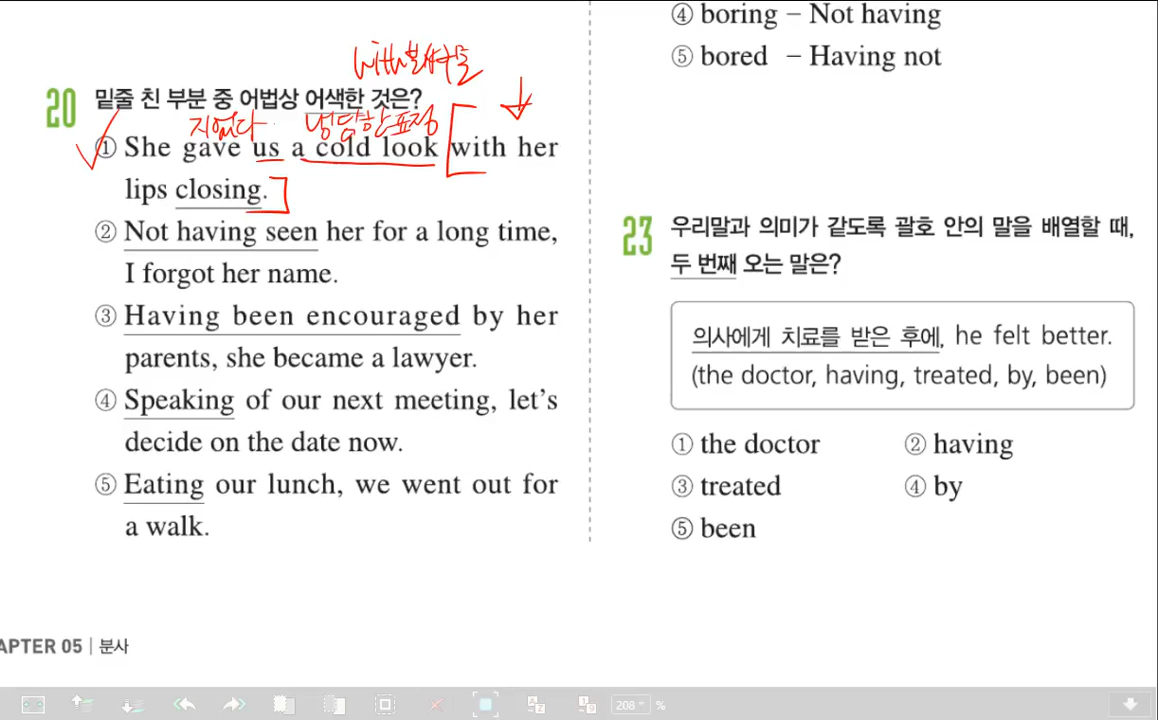 with분사구문
20 밑줄 친 부분 중 어법상 어색한 것은?
지었다 냉담한 표정
① She gave us a cold look with her
lips closing.
② Not having seen her for a long time,
I forgot her name.
③ Having been encouraged by her
parents, she became a lawyer.
④ Speaking of our next meeting, let's
decide on the date now.
⑤ Eating our lunch, we went out for
a walk.
APTER 05 | 분사
④ boring – Not having
⑤ bored – Having not
23 우리말과 의미가 같도록 괄호 안의 말을 배열할 때,
두 번째 오는 말은?
의사에게 치료를 받은 후에, he felt better.
(the doctor, having, treated, by, been)
① the doctor ② having
③ treated ④ by
⑤ been
208 %